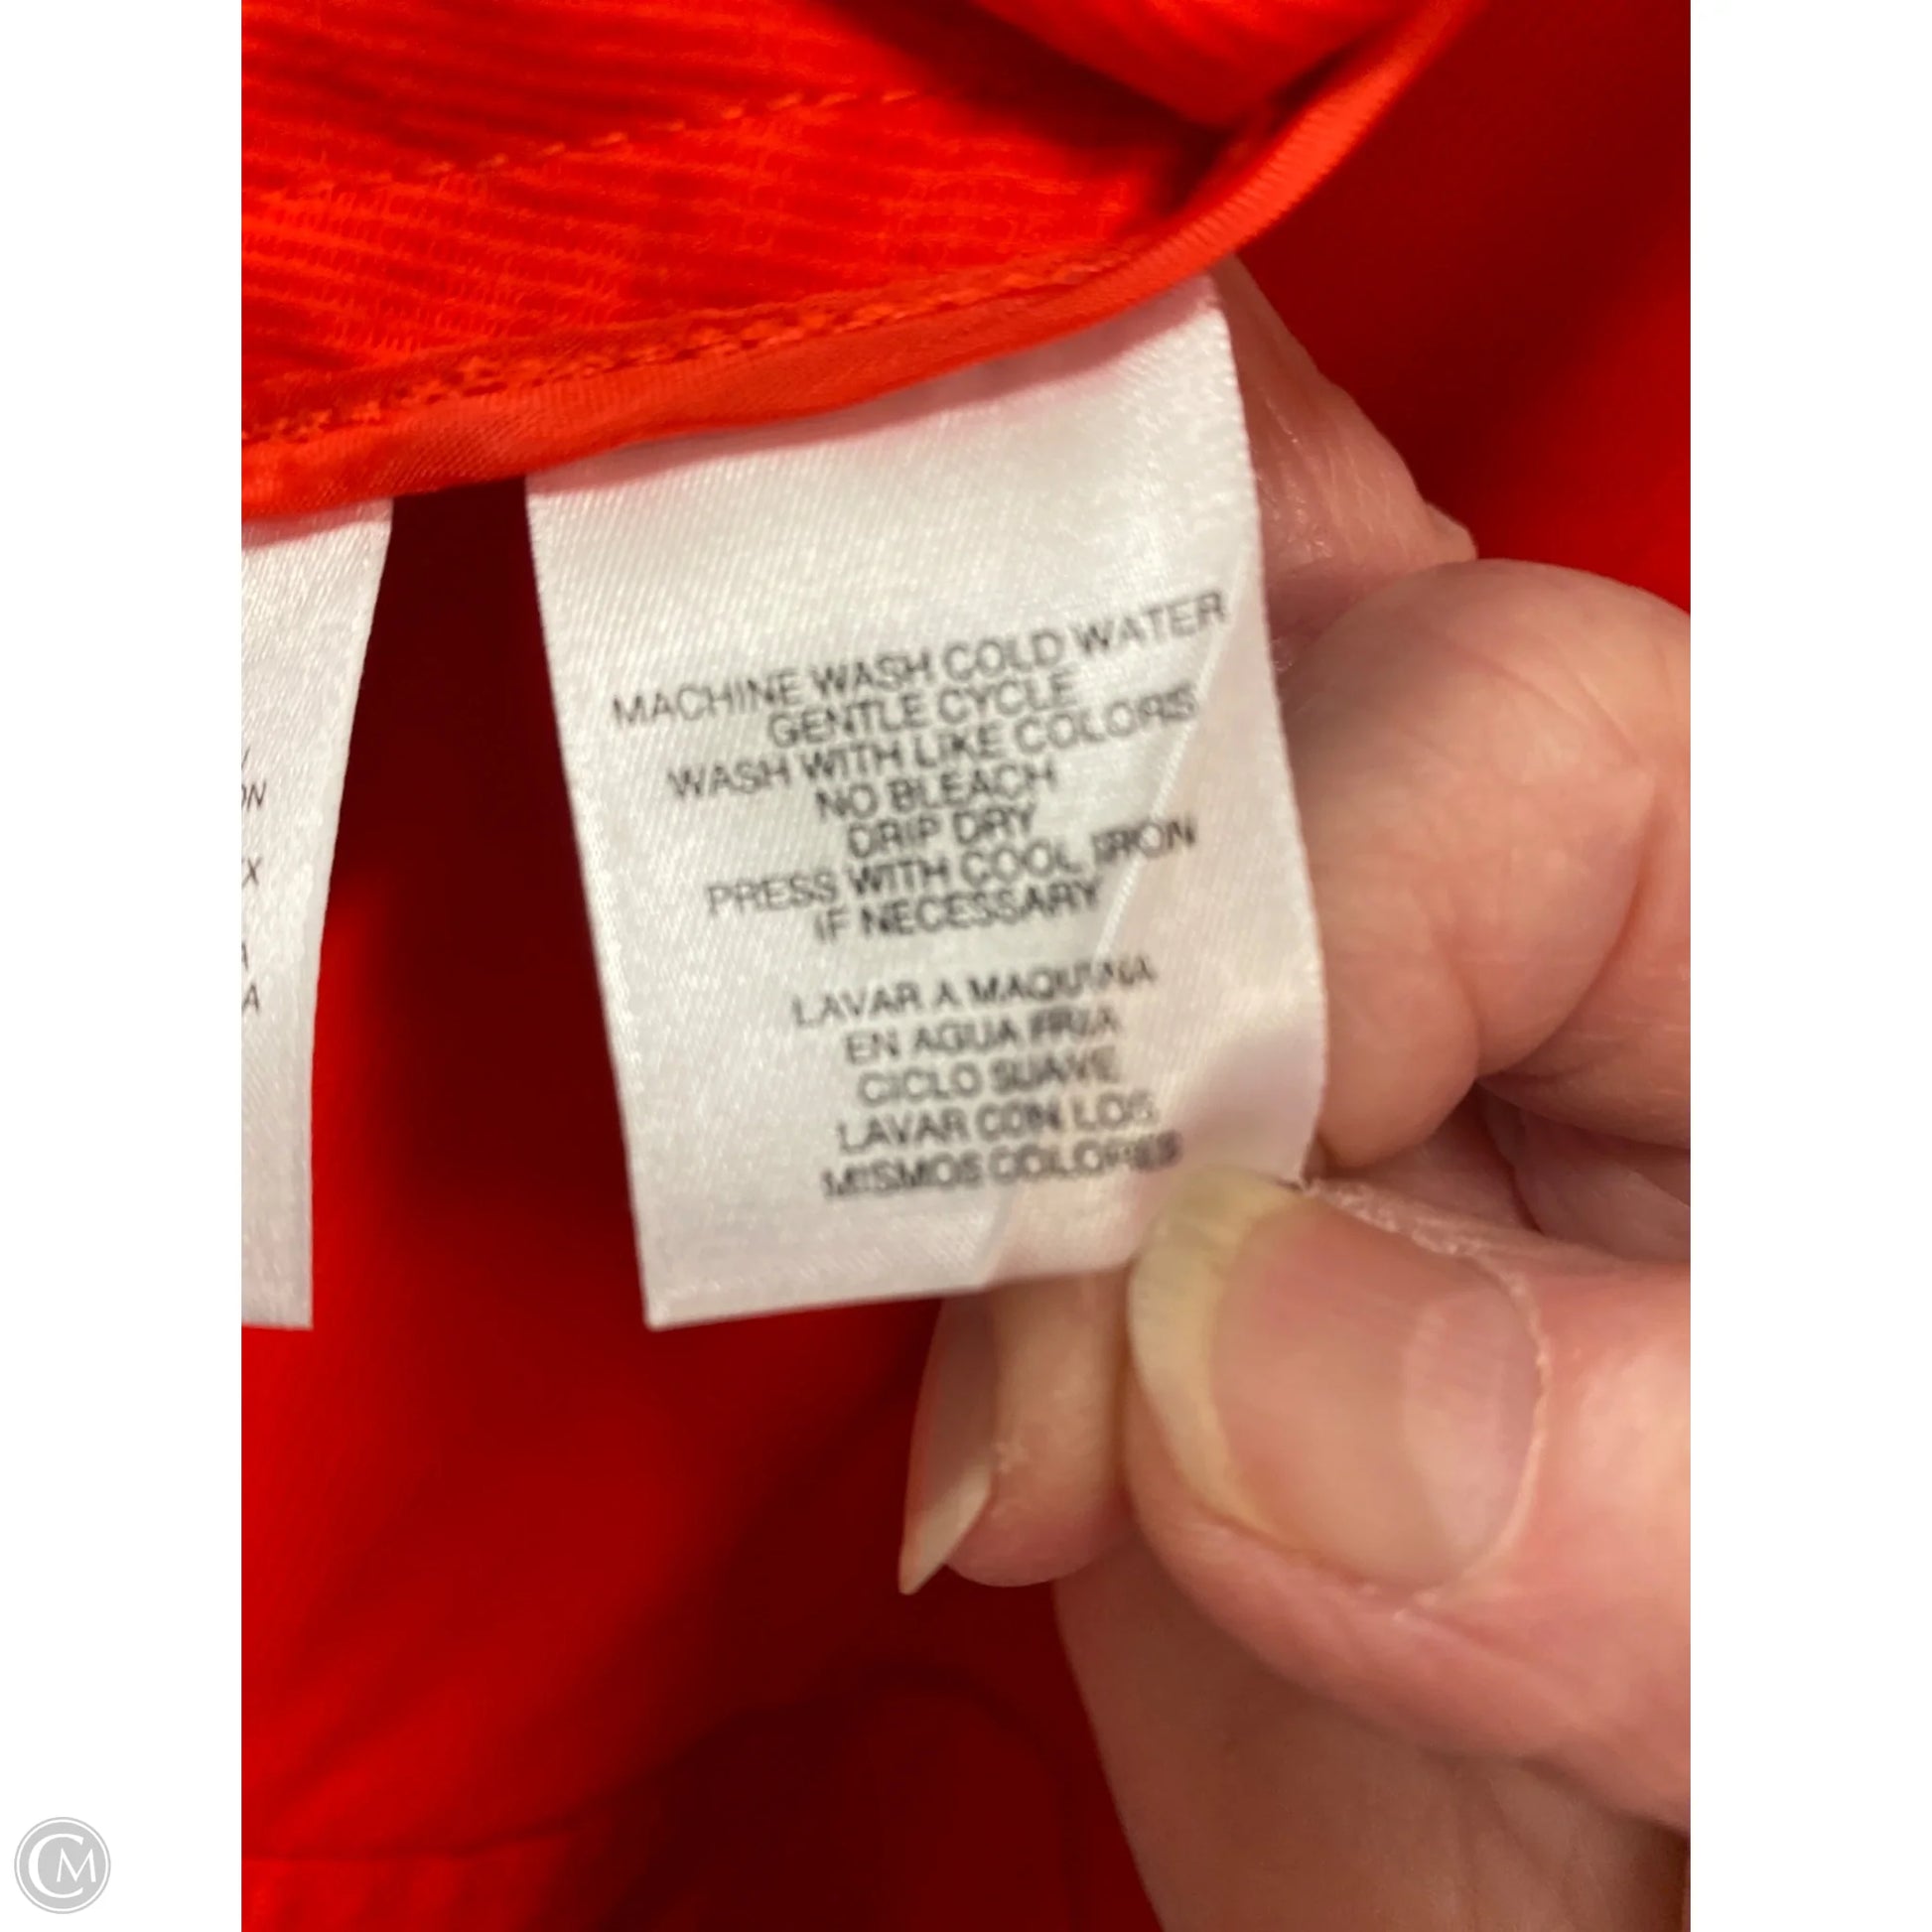 MACHINE WASH COLD WATER
GENTLE CYCLE
WASH WITH LIKE COLORS
NO BLEACH
DRIP DRY
PRESS WITH COOL IRON
IF NECESSARY
LAVAR A MAQUINA
EN AGUA FRIA
CICLO SUAVE
LAVAR CON LOS
MISMOS COLORES
CM